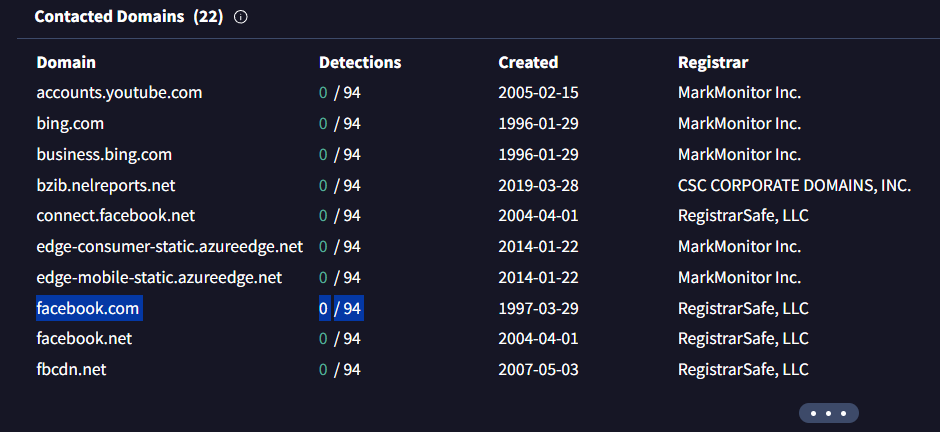 Contacted Domains (22)
Domain Detections Created Registrar
accounts.youtube.com 0 / 94 2005-02-15 MarkMonitor Inc.
bing.com 0 / 94 1996-01-29 MarkMonitor Inc.
business.bing.com 0 / 94 1996-01-29 MarkMonitor Inc.
bzib.nelreports.net 0 / 94 2019-03-28 CSC CORPORATE DOMAINS, INC.
connect.facebook.net 0 / 94 2004-04-01 RegistrarSafe, LLC
edge-consumer-static.azureedge.net 0 / 94 2014-01-22 MarkMonitor Inc.
edge-mobile-static.azureedge.net 0 / 94 2014-01-22 MarkMonitor Inc.
facebook.com 0 / 94 1997-03-29 RegistrarSafe, LLC
facebook.net 0 / 94 2004-04-01 RegistrarSafe, LLC
fbcdn.net 0 / 94 2007-05-03 RegistrarSafe, LLC